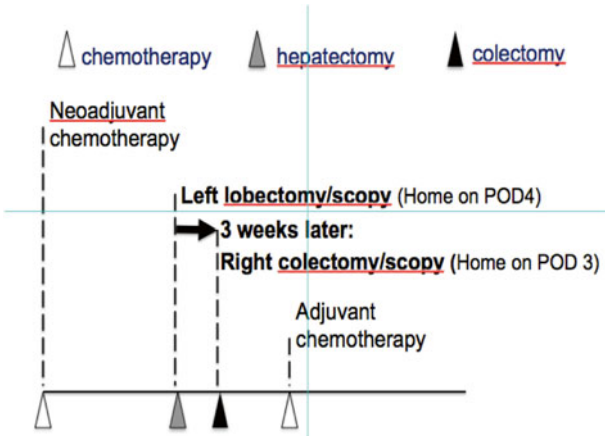 chemotherapy hepatectomy colectomy
Neoadjuvant
chemotherapy
Left lobectomy/scopy (Home on POD4)
3 weeks later:
Right colectomy/scopy (Home on POD 3)
Adjuvant
chemotherapy